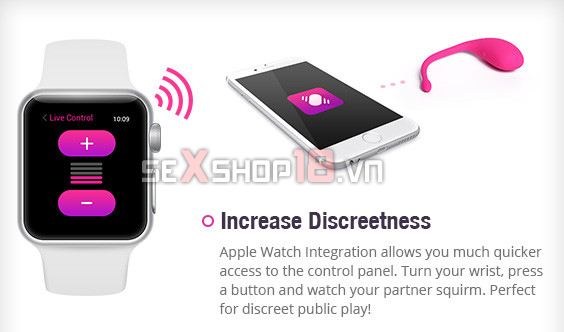 Live Control 10:09
+
−
seXshop18.vn
Increase Discreetness
Apple Watch Integration allows you much quicker
access to the control panel. Turn your wrist, press
a button and watch your partner squirm. Perfect
for discreet public play!